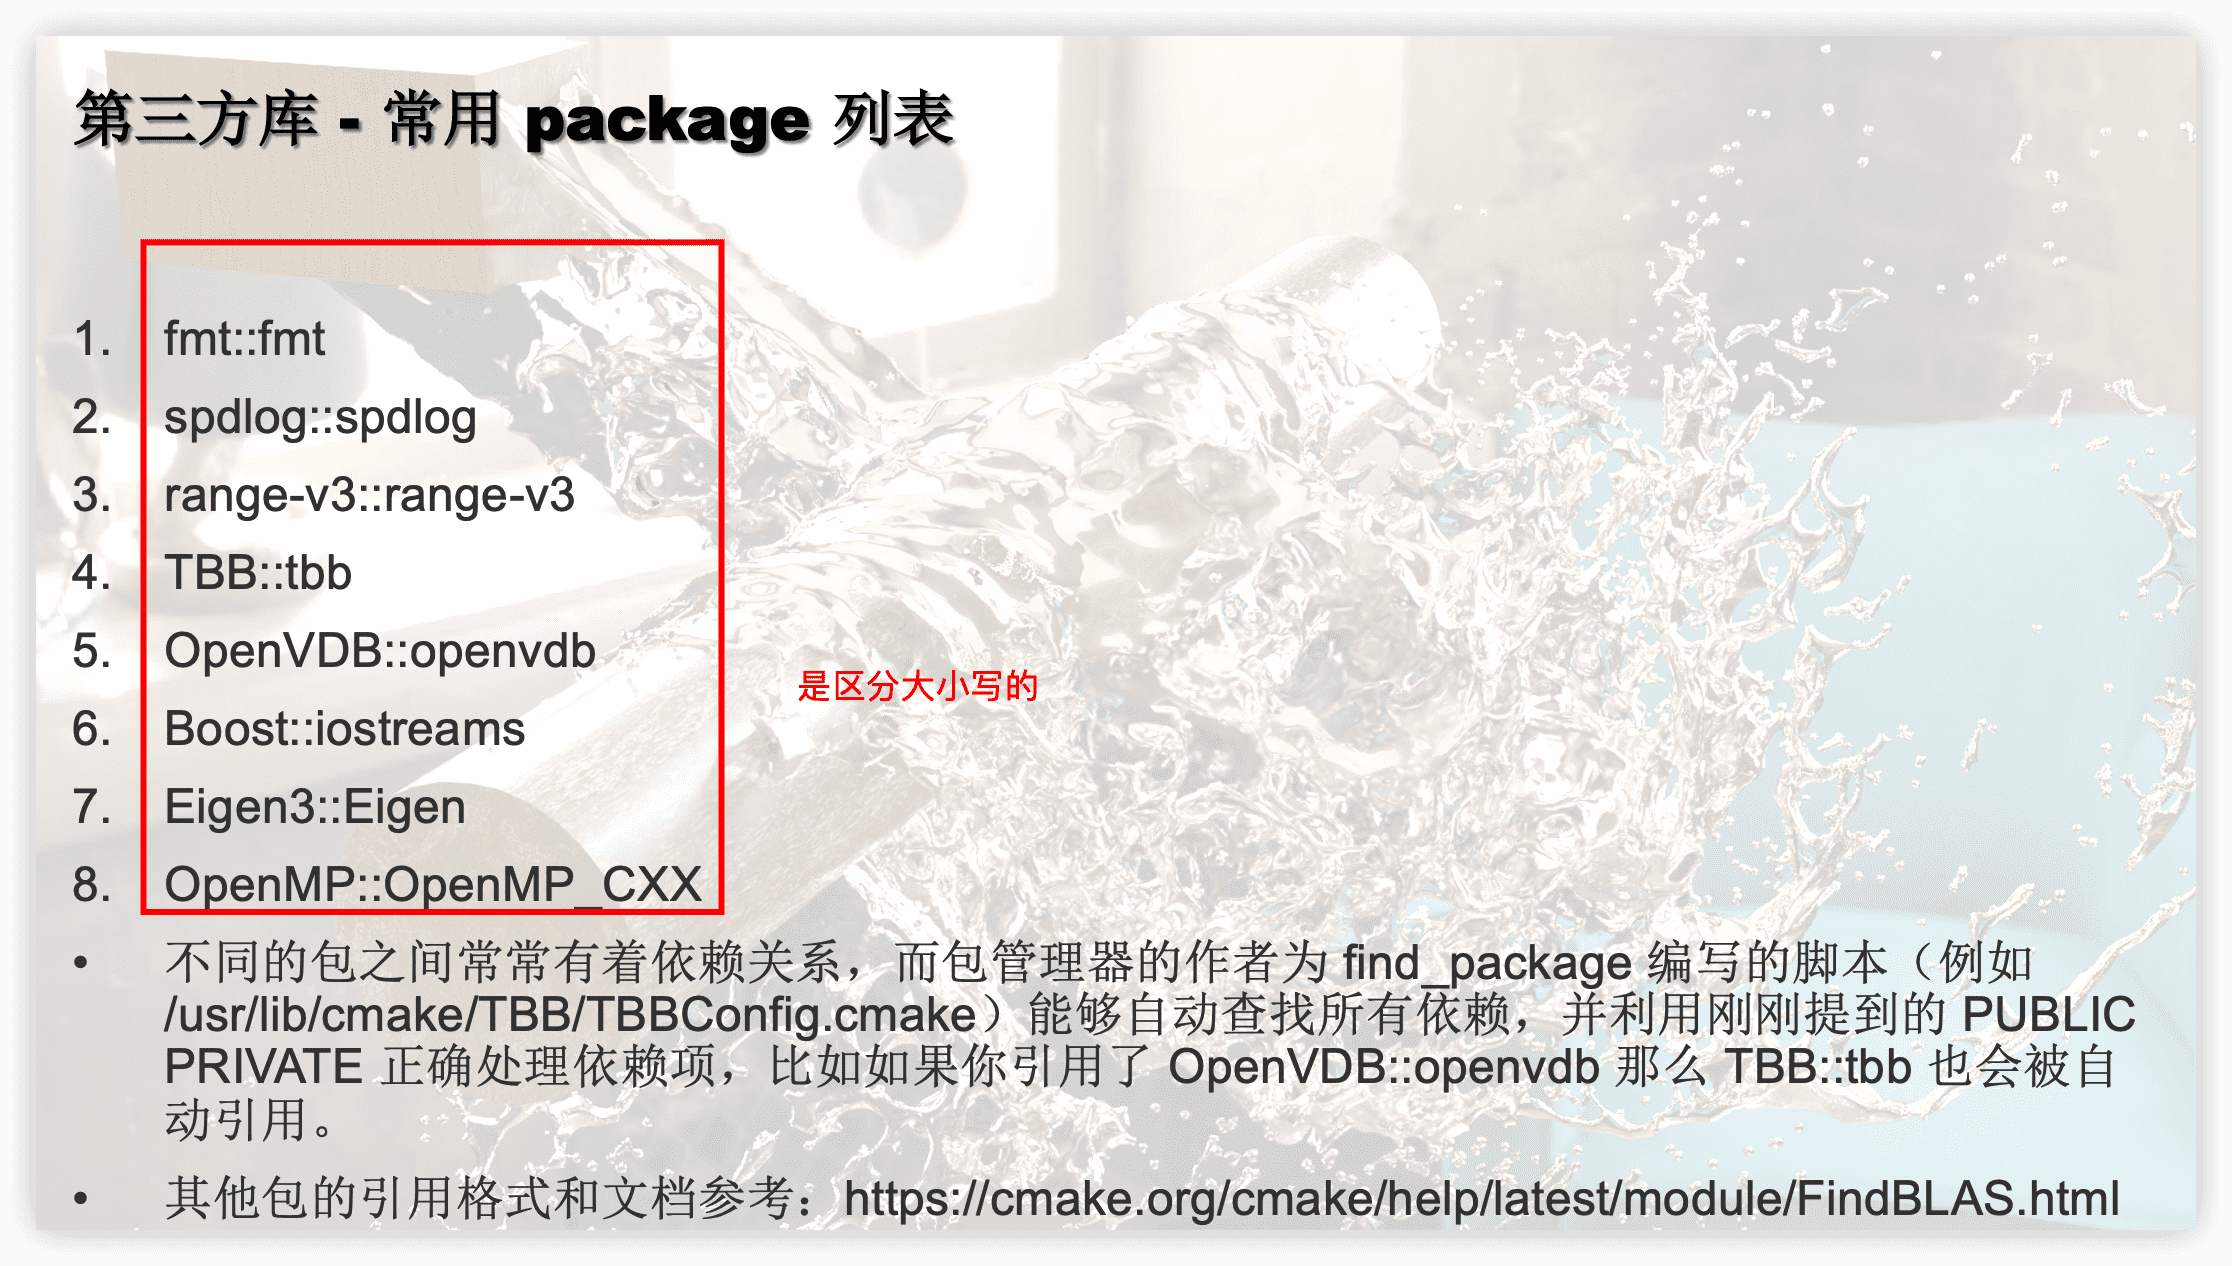 第三方库 - 常用 package 列表
1. fmt::fmt
2. spdlog::spdlog
3. range-v3::range-v3
4. TBB::tbb
5. OpenVDB::openvdb
是区分大小写的
6. Boost::iostreams
7. Eigen3::Eigen
8. OpenMP::OpenMP_CXX
• 不同的包之间常常有着依赖关系，而包管理器的作者为 find_package 编写的脚本（例如
/usr/lib/cmake/TBB/TBBConfig.cmake）能够自动查找所有依赖，并利用刚刚提到的 PUBLIC
PRIVATE 正确处理依赖项，比如如果你引用了 OpenVDB::openvdb 那么 TBB::tbb 也会被自
动引用。
• 其他包的引用格式和文档参考：https://cmake.org/cmake/help/latest/module/FindBLAS.html